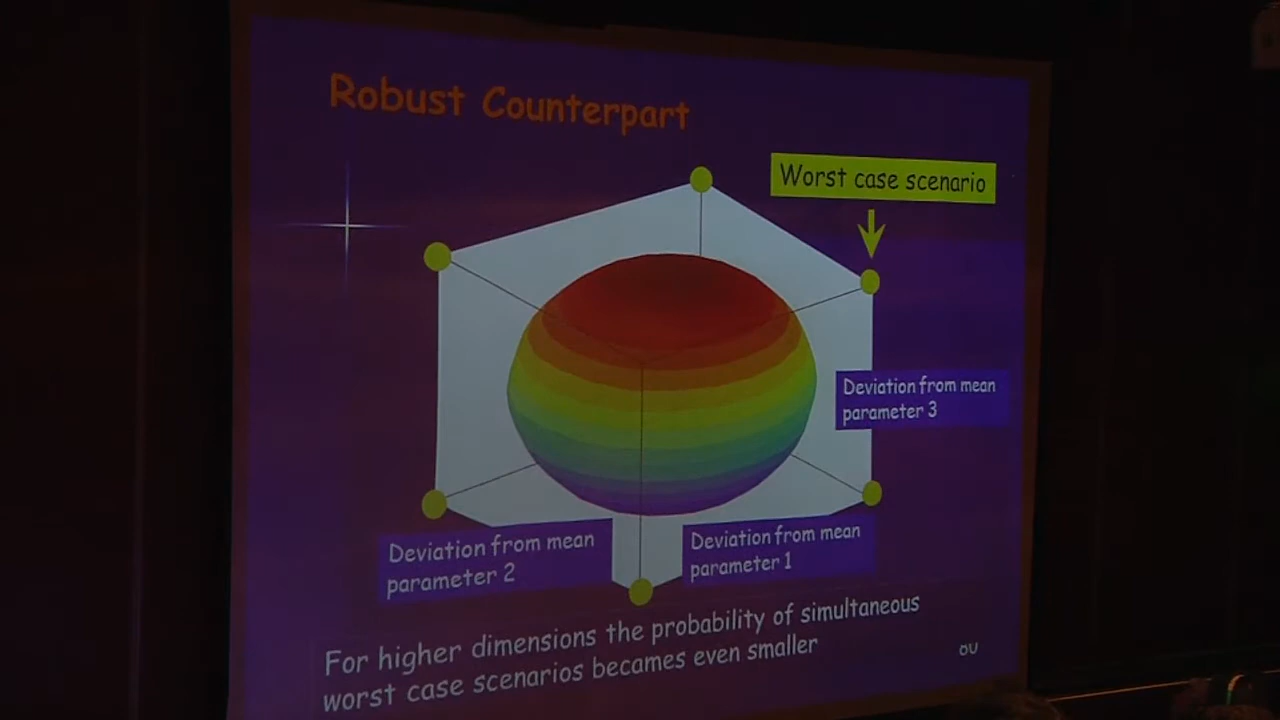 Robust Counterpart
Worst case scenario
Deviation from mean
parameter 3
Deviation from mean
parameter 2
Deviation from mean
parameter 1
For higher dimensions the probability of simultaneous
worst case scenarios becames even smaller